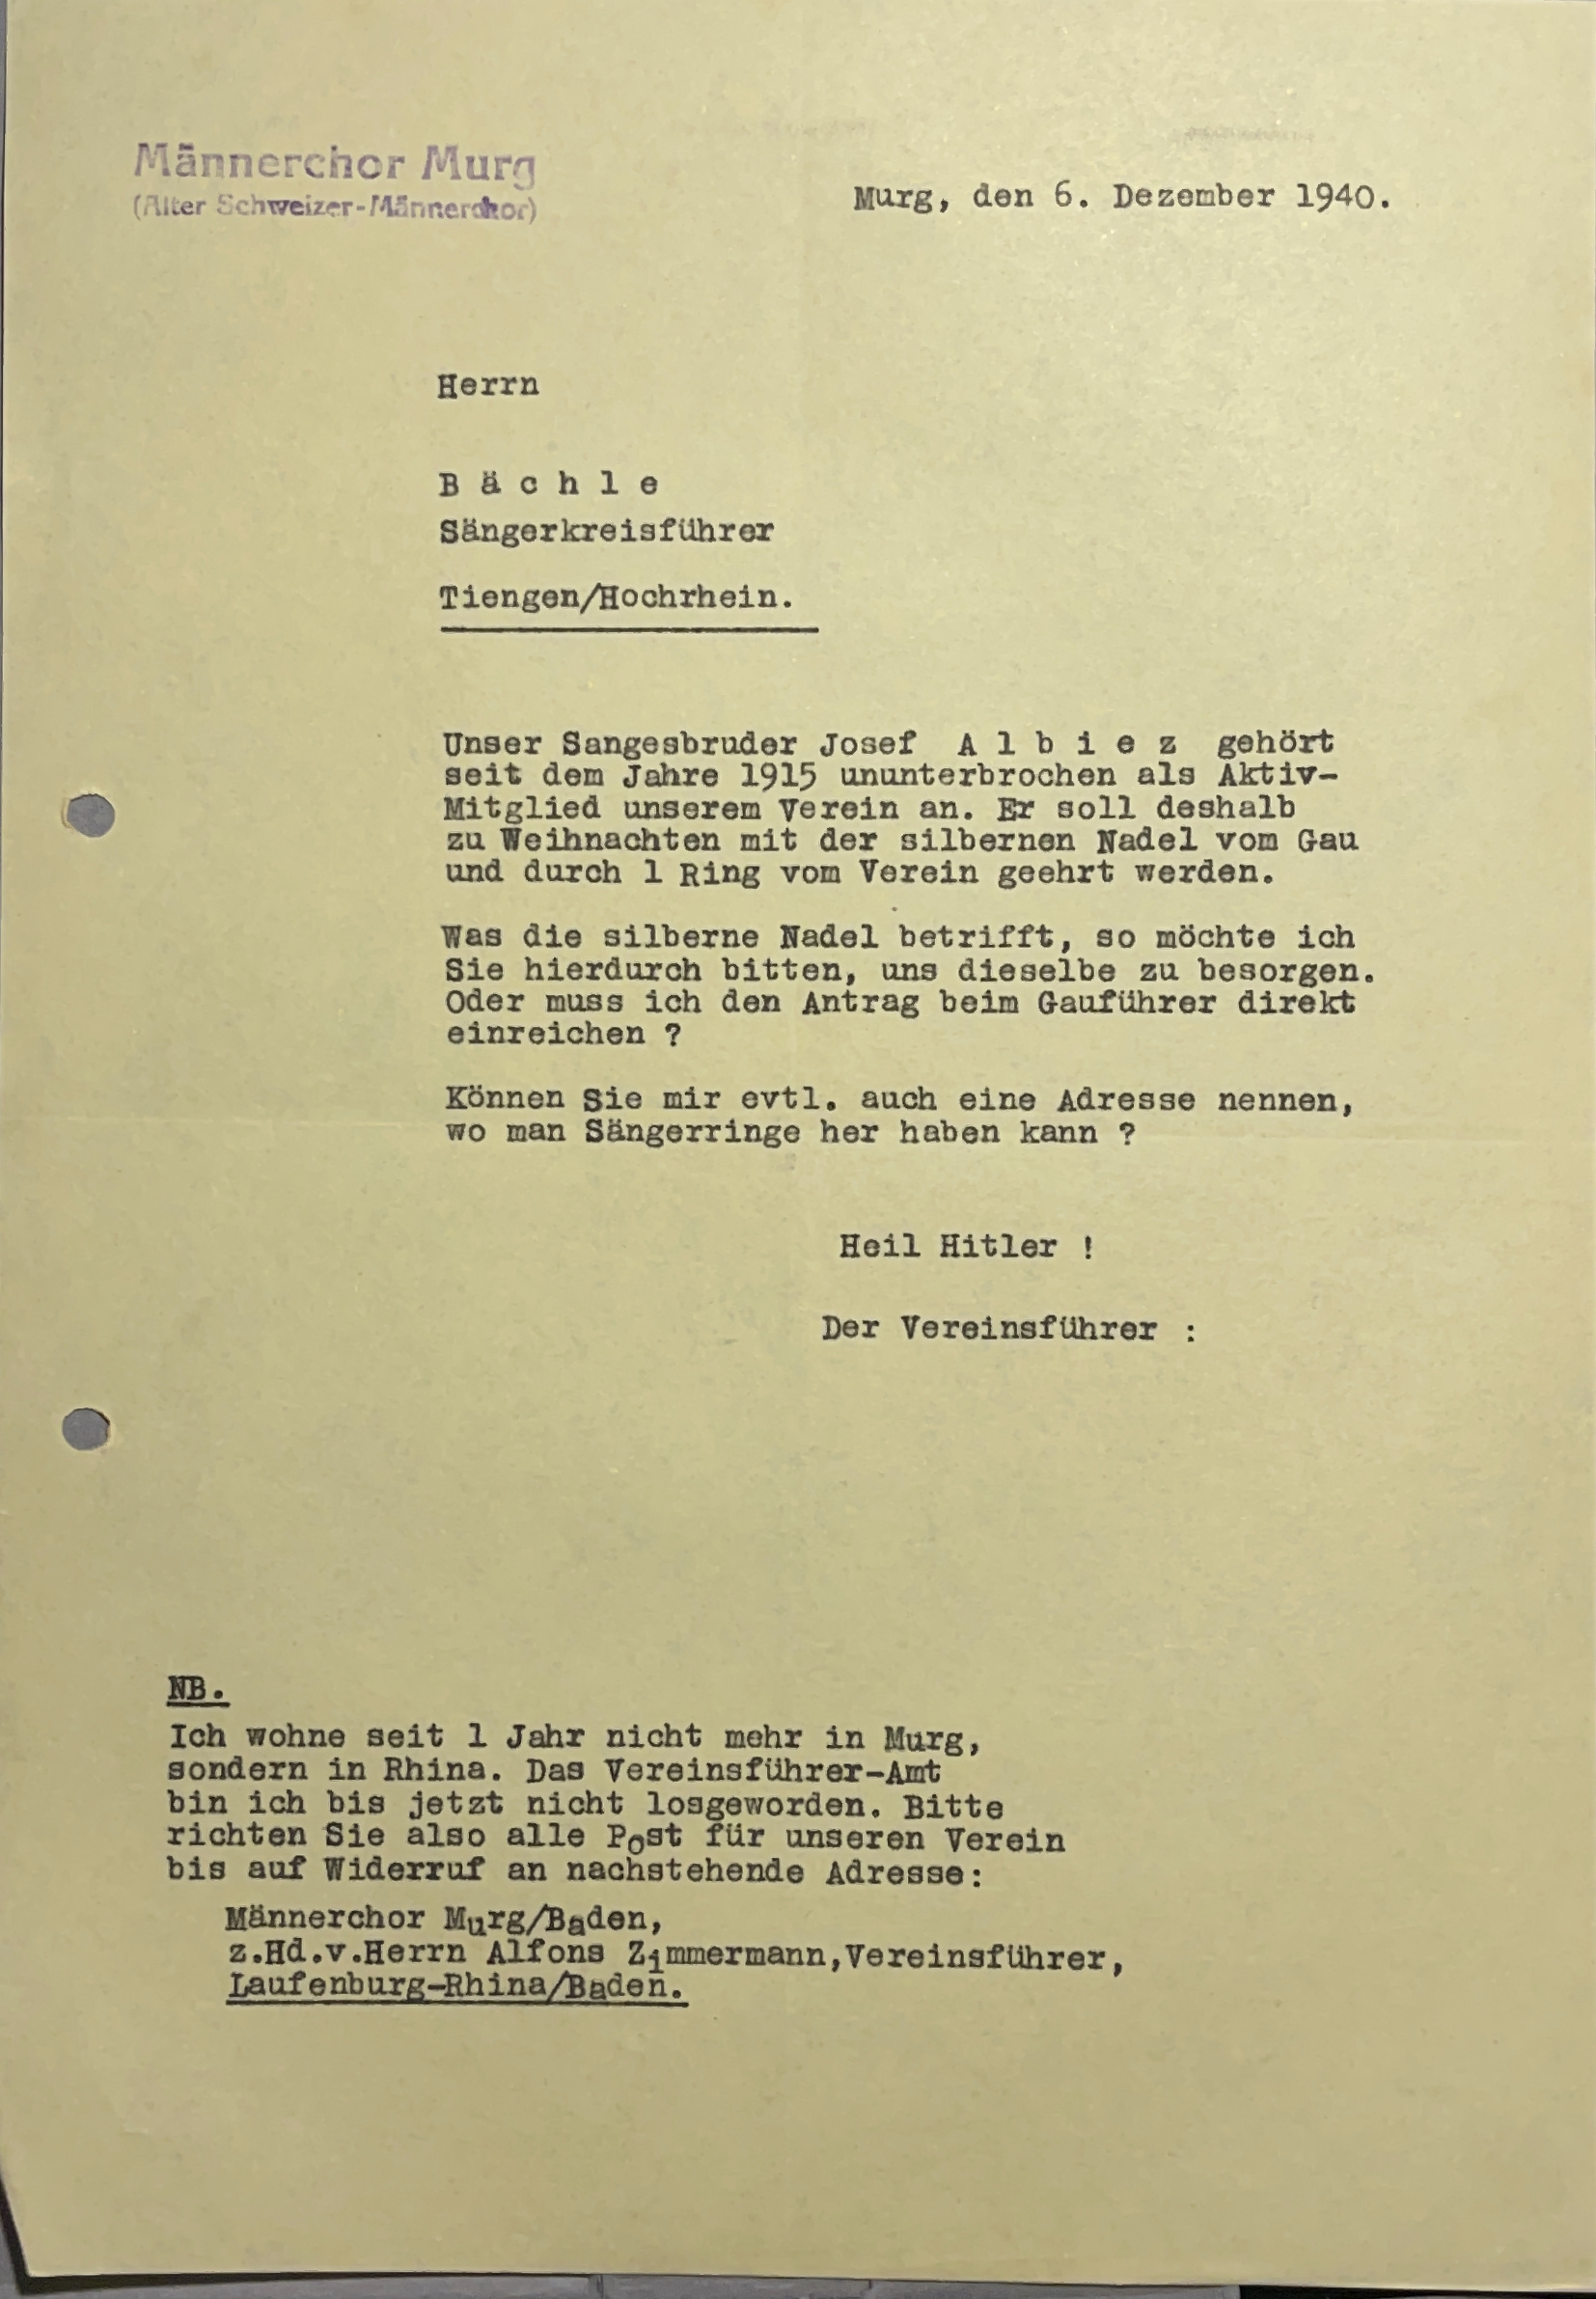 Männerchor Murg
(Alter Schweizer-Männerchor)
Murg, den 6. Dezember 1940.
Herrn
B ä c h l e
Sängerkreisführer
Tiengen/Hochrhein.
Unser Sangesbruder Josef A l b i e z gehört
seit dem Jahre 1915 ununterbrochen als Aktiv-
Mitglied unserem Verein an. Er soll deshalb
zu Weihnachten mit der silbernen Nadel vom Gau
und durch 1 Ring vom Verein geehrt werden.
Was die silberne Nadel betrifft, so möchte ich
Sie hierdurch bitten, uns dieselbe zu besorgen.
Oder muss ich den Antrag beim Gauführer direkt
einreichen ?
Können Sie mir evtl. auch eine Adresse nennen,
wo man Sängerringe her haben kann ?
Heil Hitler !
Der Vereinsführer :
NB.
Ich wohne seit 1 Jahr nicht mehr in Murg,
sondern in Rhina. Das Vereinsführer-Amt
bin ich bis jetzt nicht losgeworden. Bitte
richten Sie also alle Post für unseren Verein
bis auf Widerruf an nachstehende Adresse:
Männerchor Murg/Baden,
z.Hd.v.Herrn Alfons Zimmermann,Vereinsführer,
Laufenburg-Rhina/Baden.